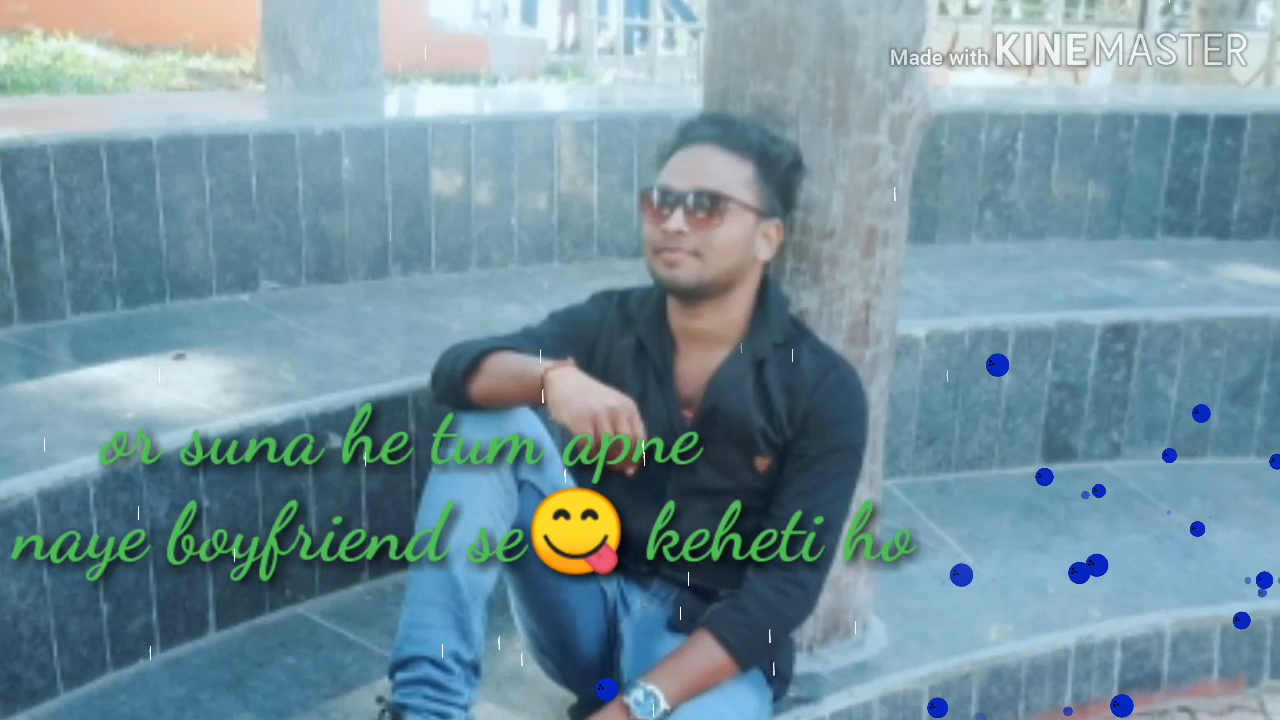 Made with KINEMASTER
or suna he tum apne
naye boyfriend se😋 keheti ho